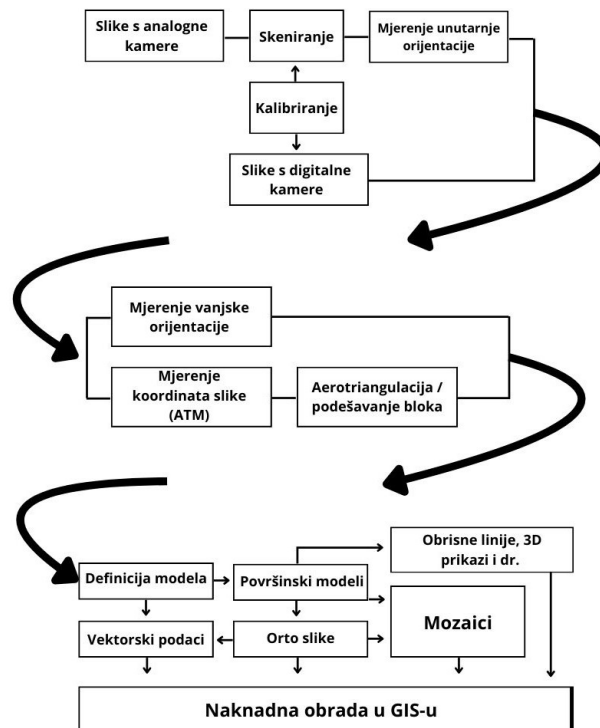 Slike s analogne
kamere
Skeniranje
Mjerenje unutarnje
orijentacije
Kalibriranje
Slike s digitalne
kamere
Mjerenje vanjske
orijentacije
Mjerenje
koordinata slike
(ATM)
Aerotriangulacija /
podešavanje bloka
Obrisne linije, 3D
prikazi i dr.
Definicija modela
Površinski modeli
Mozaici
Vektorski podaci
Orto slike
Naknadna obrada u GIS-u